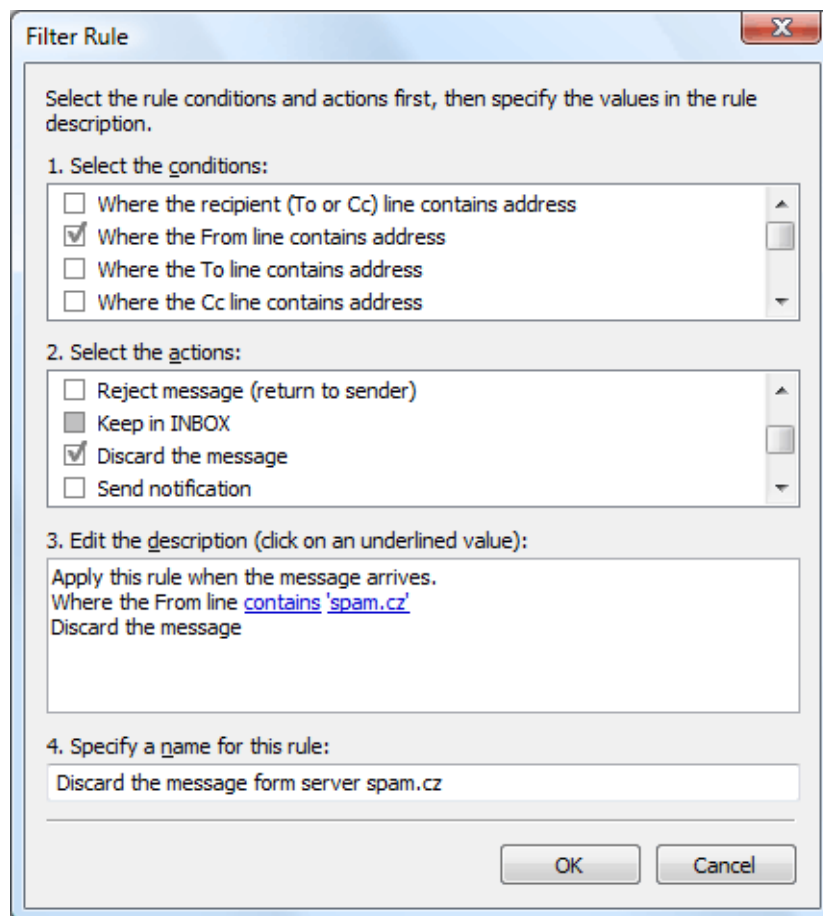 Filter Rule
Select the rule conditions and actions first, then specify the values in the rule
description.
1. Select the conditions:
Where the recipient (To or Cc) line contains address
Where the From line contains address
Where the To line contains address
Where the Cc line contains address
2. Select the actions:
Reject message (return to sender)
Keep in INBOX
Discard the message
Send notification
3. Edit the description (click on an underlined value):
Apply this rule when the message arrives.
Where the From line contains 'spam.cz'
Discard the message
4. Specify a name for this rule:
Discard the message form server spam.cz
OK Cancel